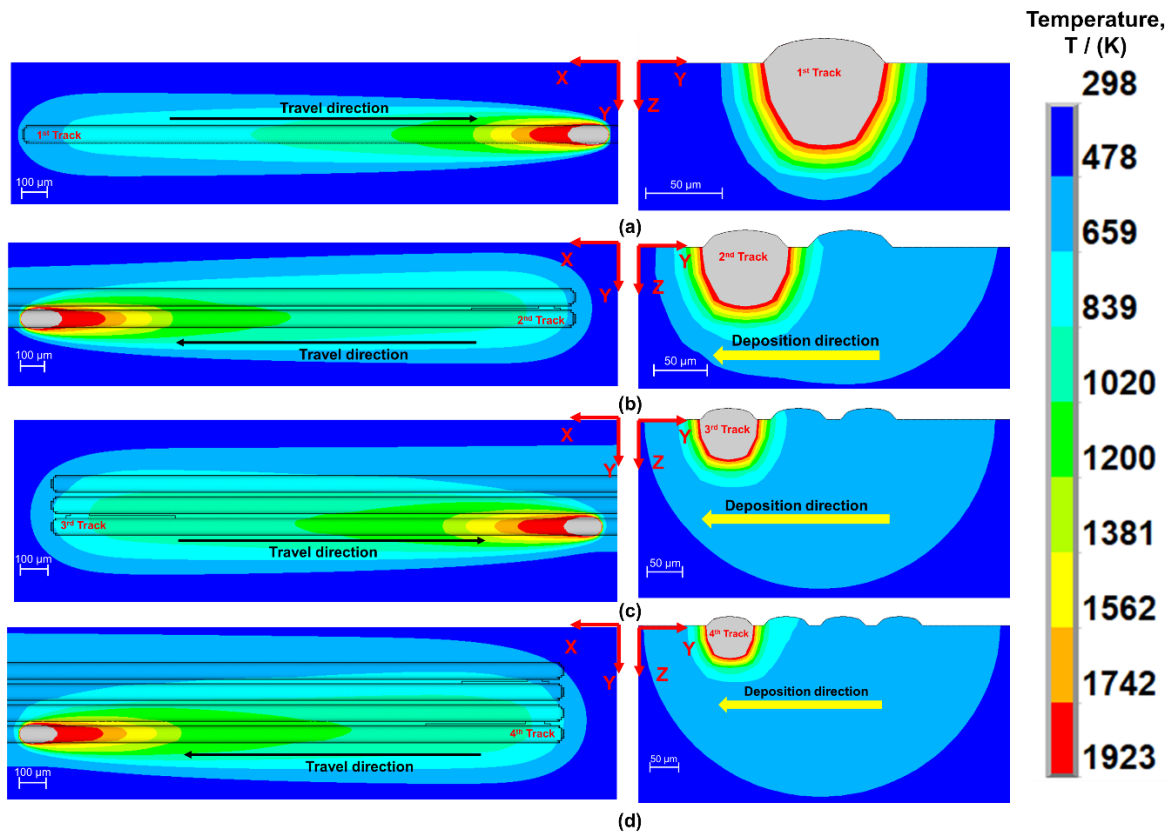 Temperature,
T / (K)
298
478
659
839
1020
1200
1381
1562
1742
1923
X
Y
Travel direction
1st Track
100 µm
Y
Z
1st Track
50 µm
(a)
X
Y
2nd Track
Travel direction
100 µm
Y
Z
2nd Track
Deposition direction
50 µm
(b)
X
Y
3rd Track
Travel direction
100 µm
Y
Z
3rd Track
Deposition direction
50 µm
(c)
X
Y
4th Track
Travel direction
100 µm
Y
Z
4th Track
Deposition direction
50 µm
(d)